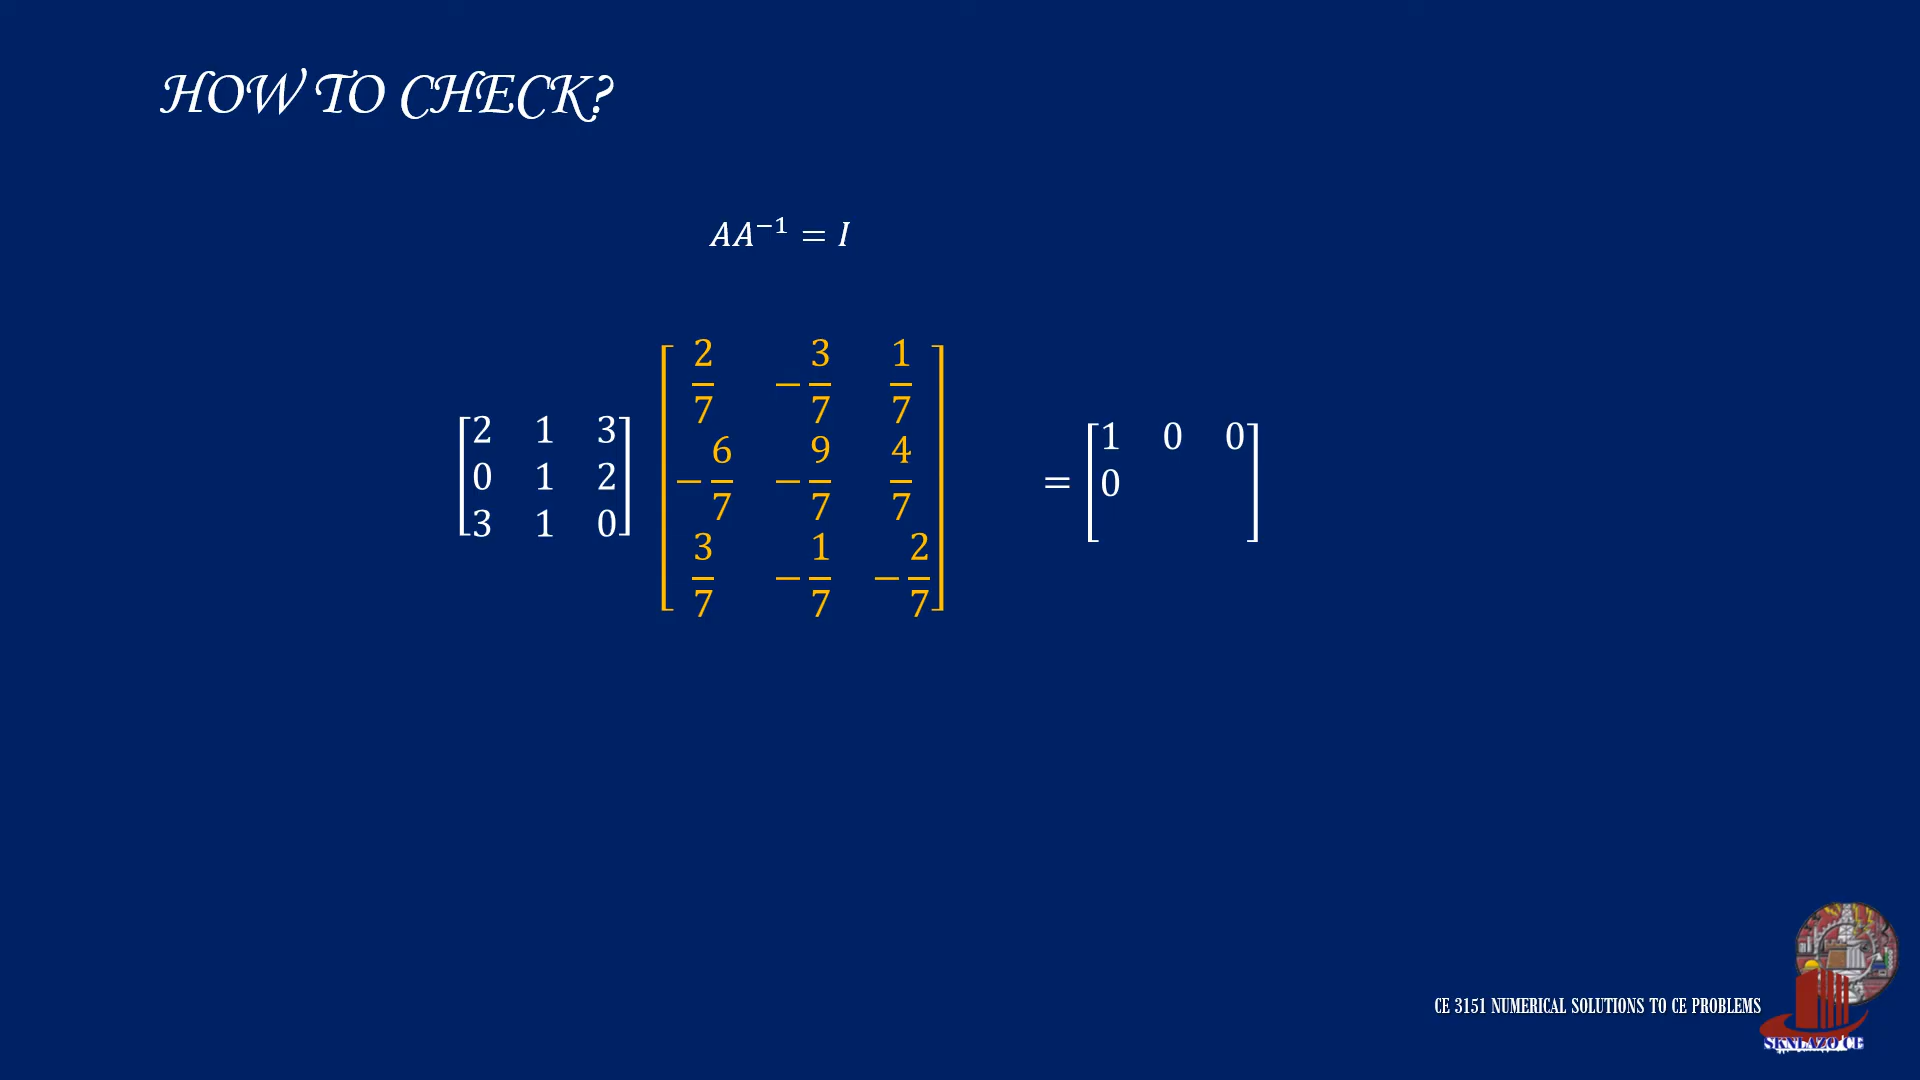 HOW TO CHECK?
AA⁻¹ = I
[2 1 3
0 1 2
3 1 0]
[2/7 −3/7 1/7
−6/7 −9/7 4/7
3/7 −1/7 −2/7]
= [1 0 0
0]
CE 3151 NUMERICAL SOLUTIONS TO CE PROBLEMS
SKNLAZO CE